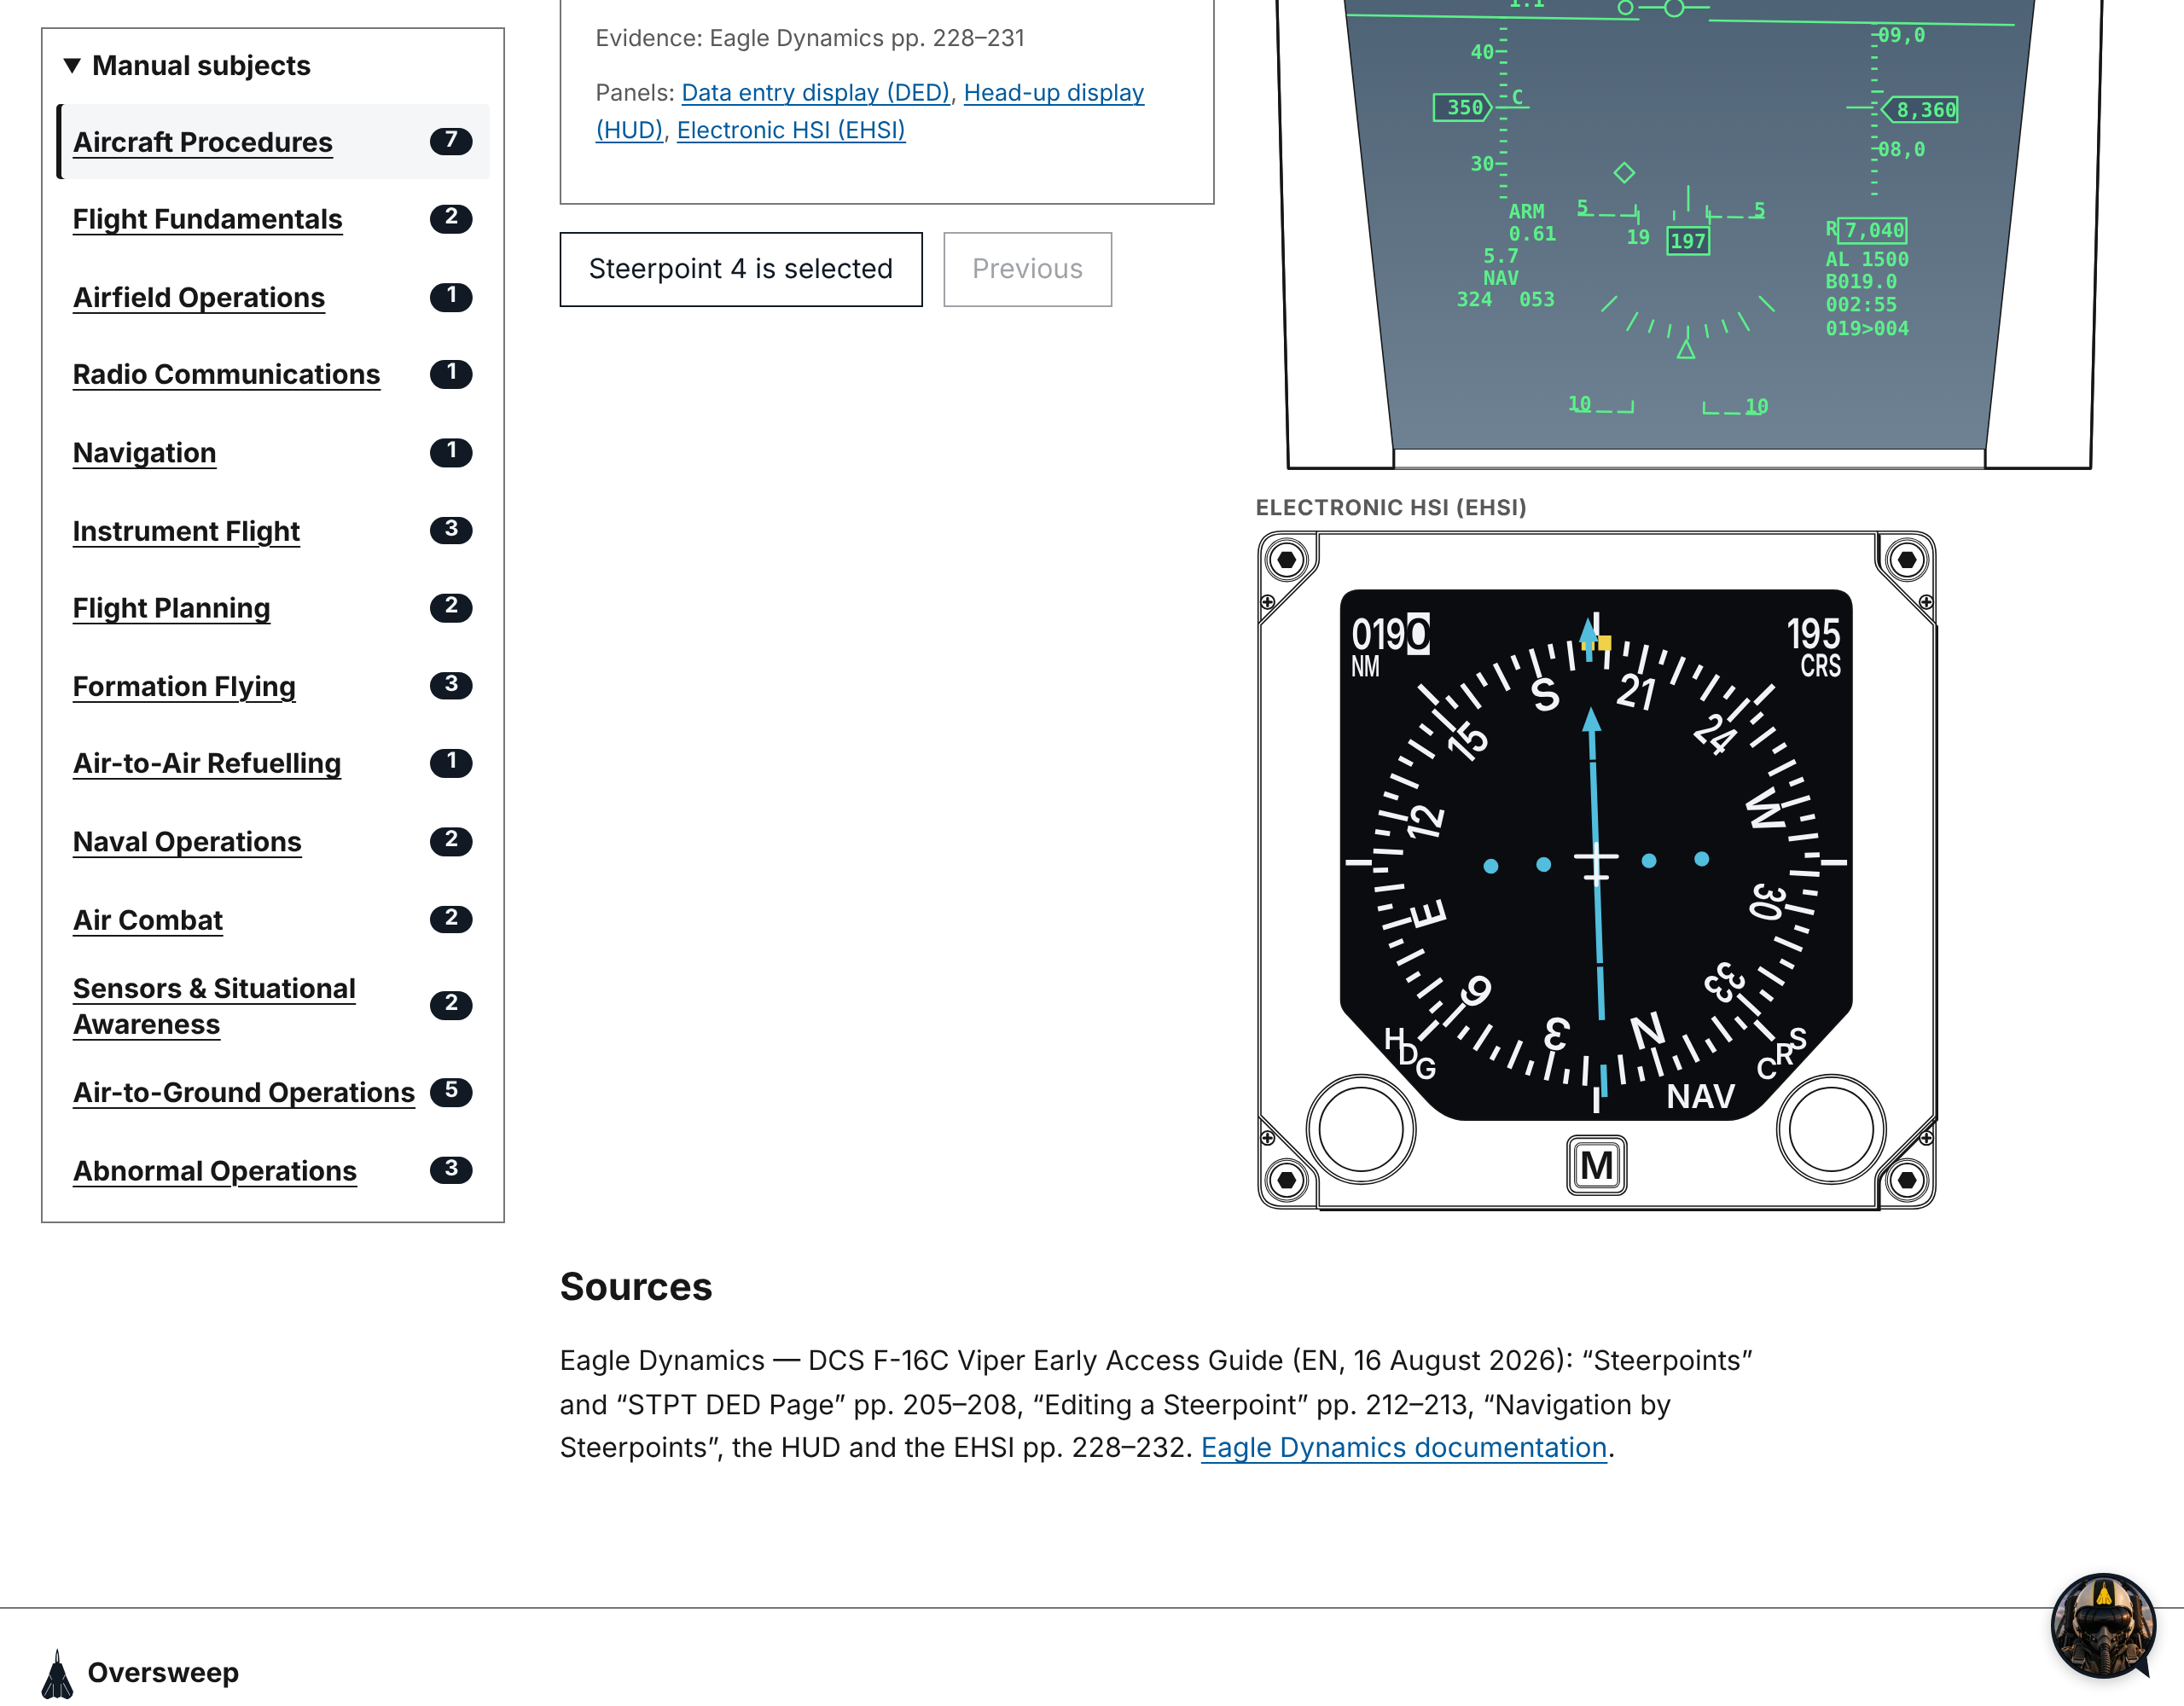 ▼ Manual subjects
Aircraft Procedures 7
Flight Fundamentals 2
Airfield Operations 1
Radio Communications 1
Navigation 1
Instrument Flight 3
Flight Planning 2
Formation Flying 3
Air-to-Air Refuelling 1
Naval Operations 2
Air Combat 2
Sensors & Situational
Awareness 2
Air-to-Ground Operations 5
Abnormal Operations 3
Evidence: Eagle Dynamics pp. 228–231
Panels: Data entry display (DED), Head-up display
(HUD), Electronic HSI (EHSI)
Steerpoint 4 is selected
Previous
1.1
40
09,0
350 C
8,360
30
08,0
ARM
5 5
0.61
19 197
R 7,040
5.7
AL 1500
NAV
B019.0
324 053
002:55
019>004
10 10
ELECTRONIC HSI (EHSI)
0190
NM
195
CRS
S 21 24 W 30 33 N 3 6 E 12 15
HDG
CRS
NAV
M
Sources
Eagle Dynamics — DCS F-16C Viper Early Access Guide (EN, 16 August 2026): “Steerpoints”
and “STPT DED Page” pp. 205–208, “Editing a Steerpoint” pp. 212–213, “Navigation by
Steerpoints”, the HUD and the EHSI pp. 228–232. Eagle Dynamics documentation.
Oversweep